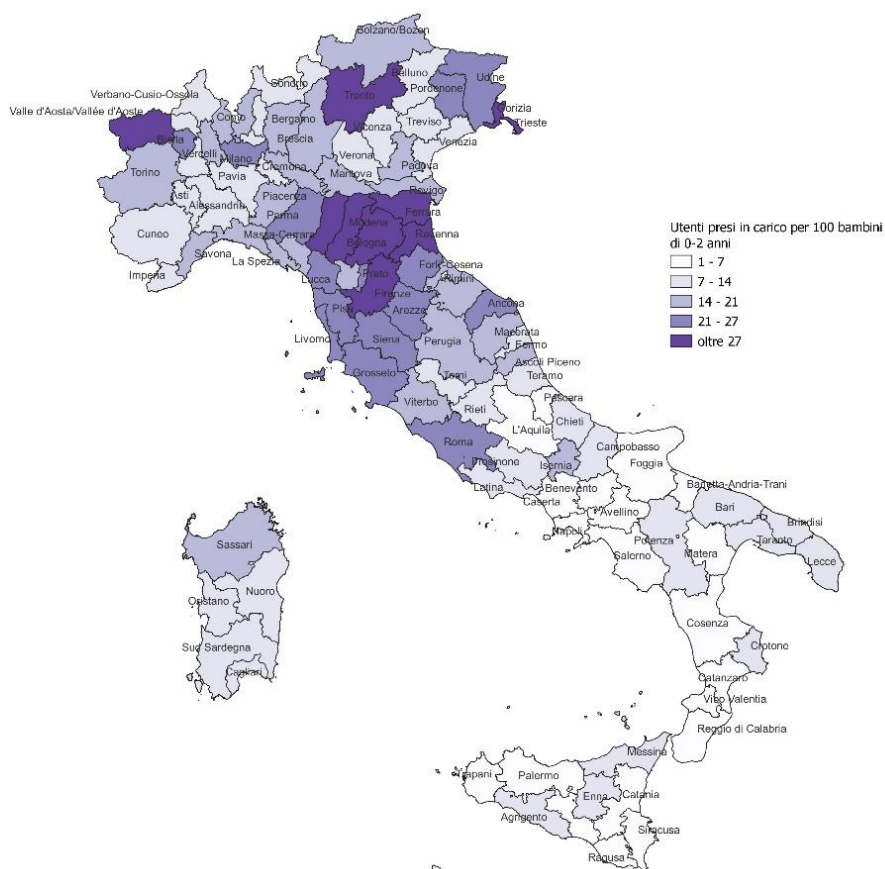 Bolzano/Bozen
Belluno
Udine
Sondrio
Pordenone
Verbano-Cusio-Ossola
Trento
Gorizia
Valle d'Aosta/Vallée d'Aoste
Como
Bergamo
Vicenza
Treviso
Trieste
Biella
Brescia
Venezia
Vercelli
Milano
Verona
Padova
Torino
Cremona
Pavia
Mantova
Rovigo
Asti
Piacenza
Alessandria
Ferrara
Parma
Modena
Cuneo
Massa-Carrara
Ravenna
Bologna
Savona
La Spezia
Forlì-Cesena
Imperia
Lucca
Prato
Rimini
Firenze
Pisa
Arezzo
Ancona
Livorno
Siena
Macerata
Perugia
Fermo
Grosseto
Ascoli Piceno
Terni
Teramo
Viterbo
Rieti
Pescara
L'Aquila
Chieti
Roma
Campobasso
Frosinone
Isernia
Foggia
Latina
Benevento
Barletta-Andria-Trani
Caserta
Avellino
Bari
Napoli
Brindisi
Potenza
Taranto
Salerno
Matera
Lecce
Sassari
Nuoro
Oristano
Cosenza
Sud Sardegna
Crotone
Cagliari
Catanzaro
Vibo Valentia
Reggio di Calabria
Messina
Trapani
Palermo
Enna
Catania
Agrigento
Siracusa
Ragusa
Utenti presi in carico per 100 bambini
di 0-2 anni
1 - 7
7 - 14
14 - 21
21 - 27
oltre 27